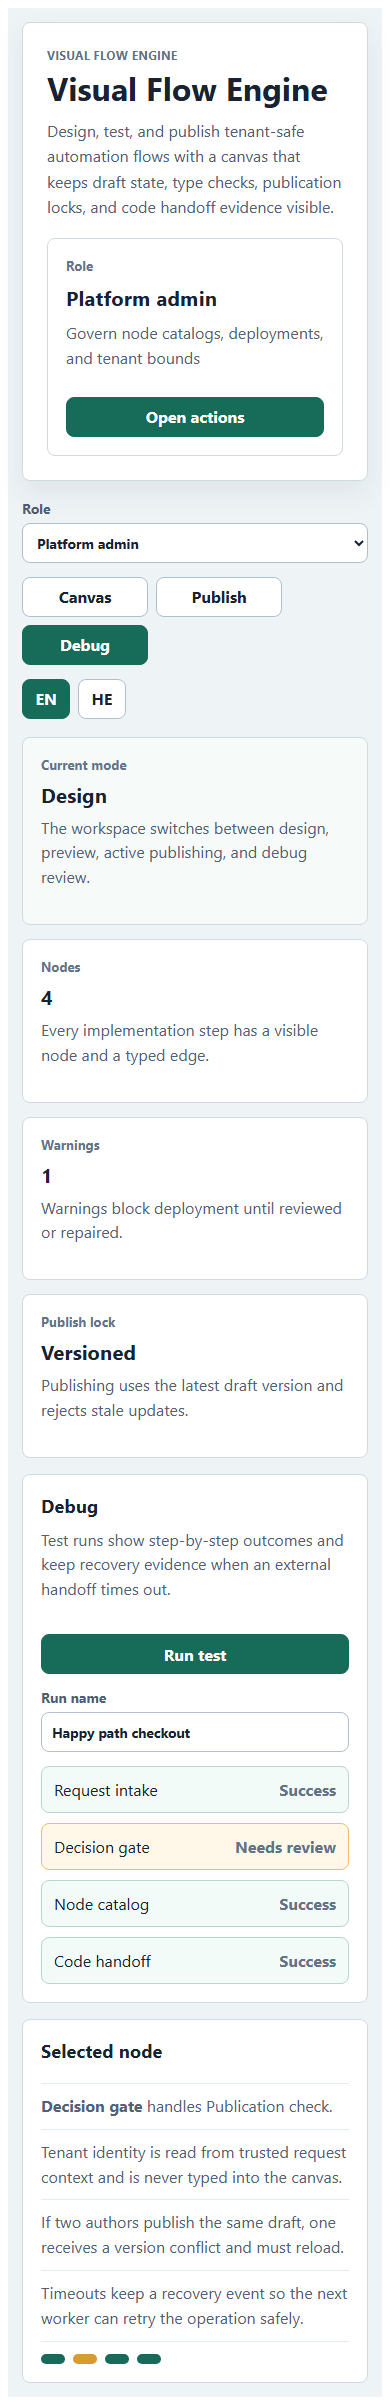 VISUAL FLOW ENGINE
Visual Flow Engine
Design, test, and publish tenant-safe
automation flows with a canvas that
keeps draft state, type checks, publication
locks, and code handoff evidence visible.
Role
Platform admin
Govern node catalogs, deployments,
and tenant bounds
Open actions
Role
Platform admin
Canvas
Publish
Debug
EN
HE
Current mode
Design
The workspace switches between design,
preview, active publishing, and debug
review.
Nodes
4
Every implementation step has a visible
node and a typed edge.
Warnings
1
Warnings block deployment until reviewed
or repaired.
Publish lock
Versioned
Publishing uses the latest draft version and
rejects stale updates.
Debug
Test runs show step-by-step outcomes and
keep recovery evidence when an external
handoff times out.
Run test
Run name
Happy path checkout
Request intake Success
Decision gate Needs review
Node catalog Success
Code handoff Success
Selected node
Decision gate handles Publication check.
Tenant identity is read from trusted request
context and is never typed into the canvas.
If two authors publish the same draft, one
receives a version conflict and must reload.
Timeouts keep a recovery event so the next
worker can retry the operation safely.